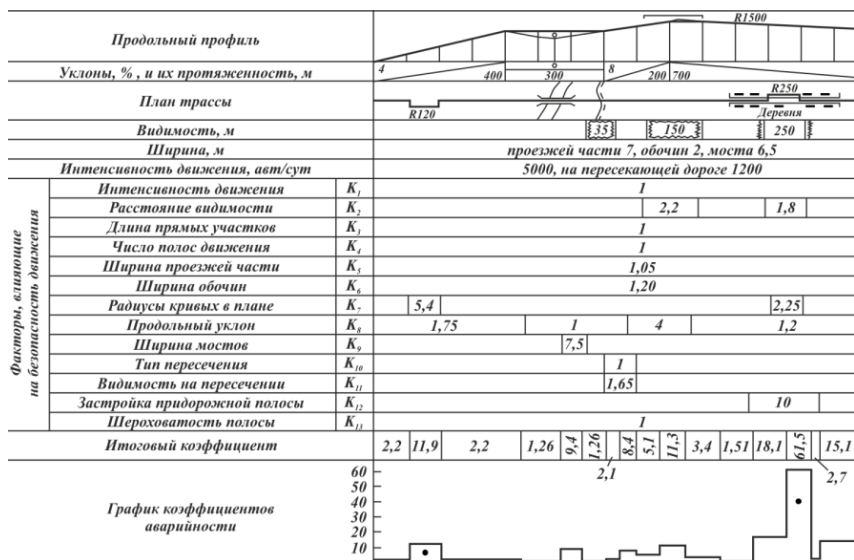 Продольный профиль
R1500
Уклоны, %, и их протяженность, м
4 400 300 8 200 700
План трассы
R120 R250 Деревня
Видимость, м 35 150 250
Ширина, м проезжей части 7, обочин 2, моста 6,5
Интенсивность движения, авт/сут 5000, на пересекающей дороге 1200
Факторы, влияющие
на безопасность движения
Интенсивность движения K1 1
Расстояние видимости K2 2,2 1,8
Длина прямых участков K3 1
Число полос движения K4 1
Ширина проезжей части K5 1,05
Ширина обочин K6 1,20
Радиусы кривых в плане K7 5,4 2,25
Продольный уклон K8 1,75 1 4 1,2
Ширина мостов K9 7,5
Тип пересечения K10 1
Видимость на пересечении K11 1,65
Застройка придорожной полосы K12 10
Шероховатость полосы K13 1
Итоговый коэффициент 2,2 11,9 2,2 1,26 9,4 1,26 8,4 5,1 11,3 3,4 1,51 18,1 61,5 15,1
2,1 2,7
График коэффициентов
аварийности
60
50
40
30
20
10